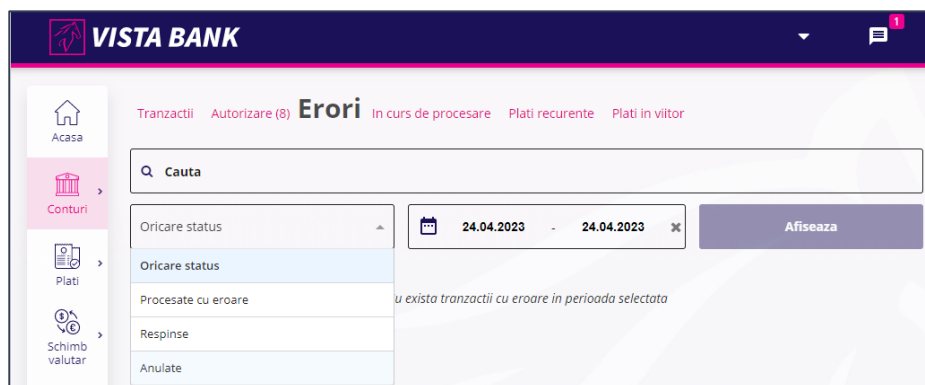 VISTA BANK
1
Acasa
Conturi
Plati
Schimb
valutar
Tranzactii Autorizare (8) Erori In curs de procesare Plati recurente Plati in viitor
Cauta
Oricare status
24.04.2023 - 24.04.2023
Afiseaza
Oricare status
Procesate cu eroare
Respinse
Anulate
u exista tranzactii cu eroare in perioada selectata